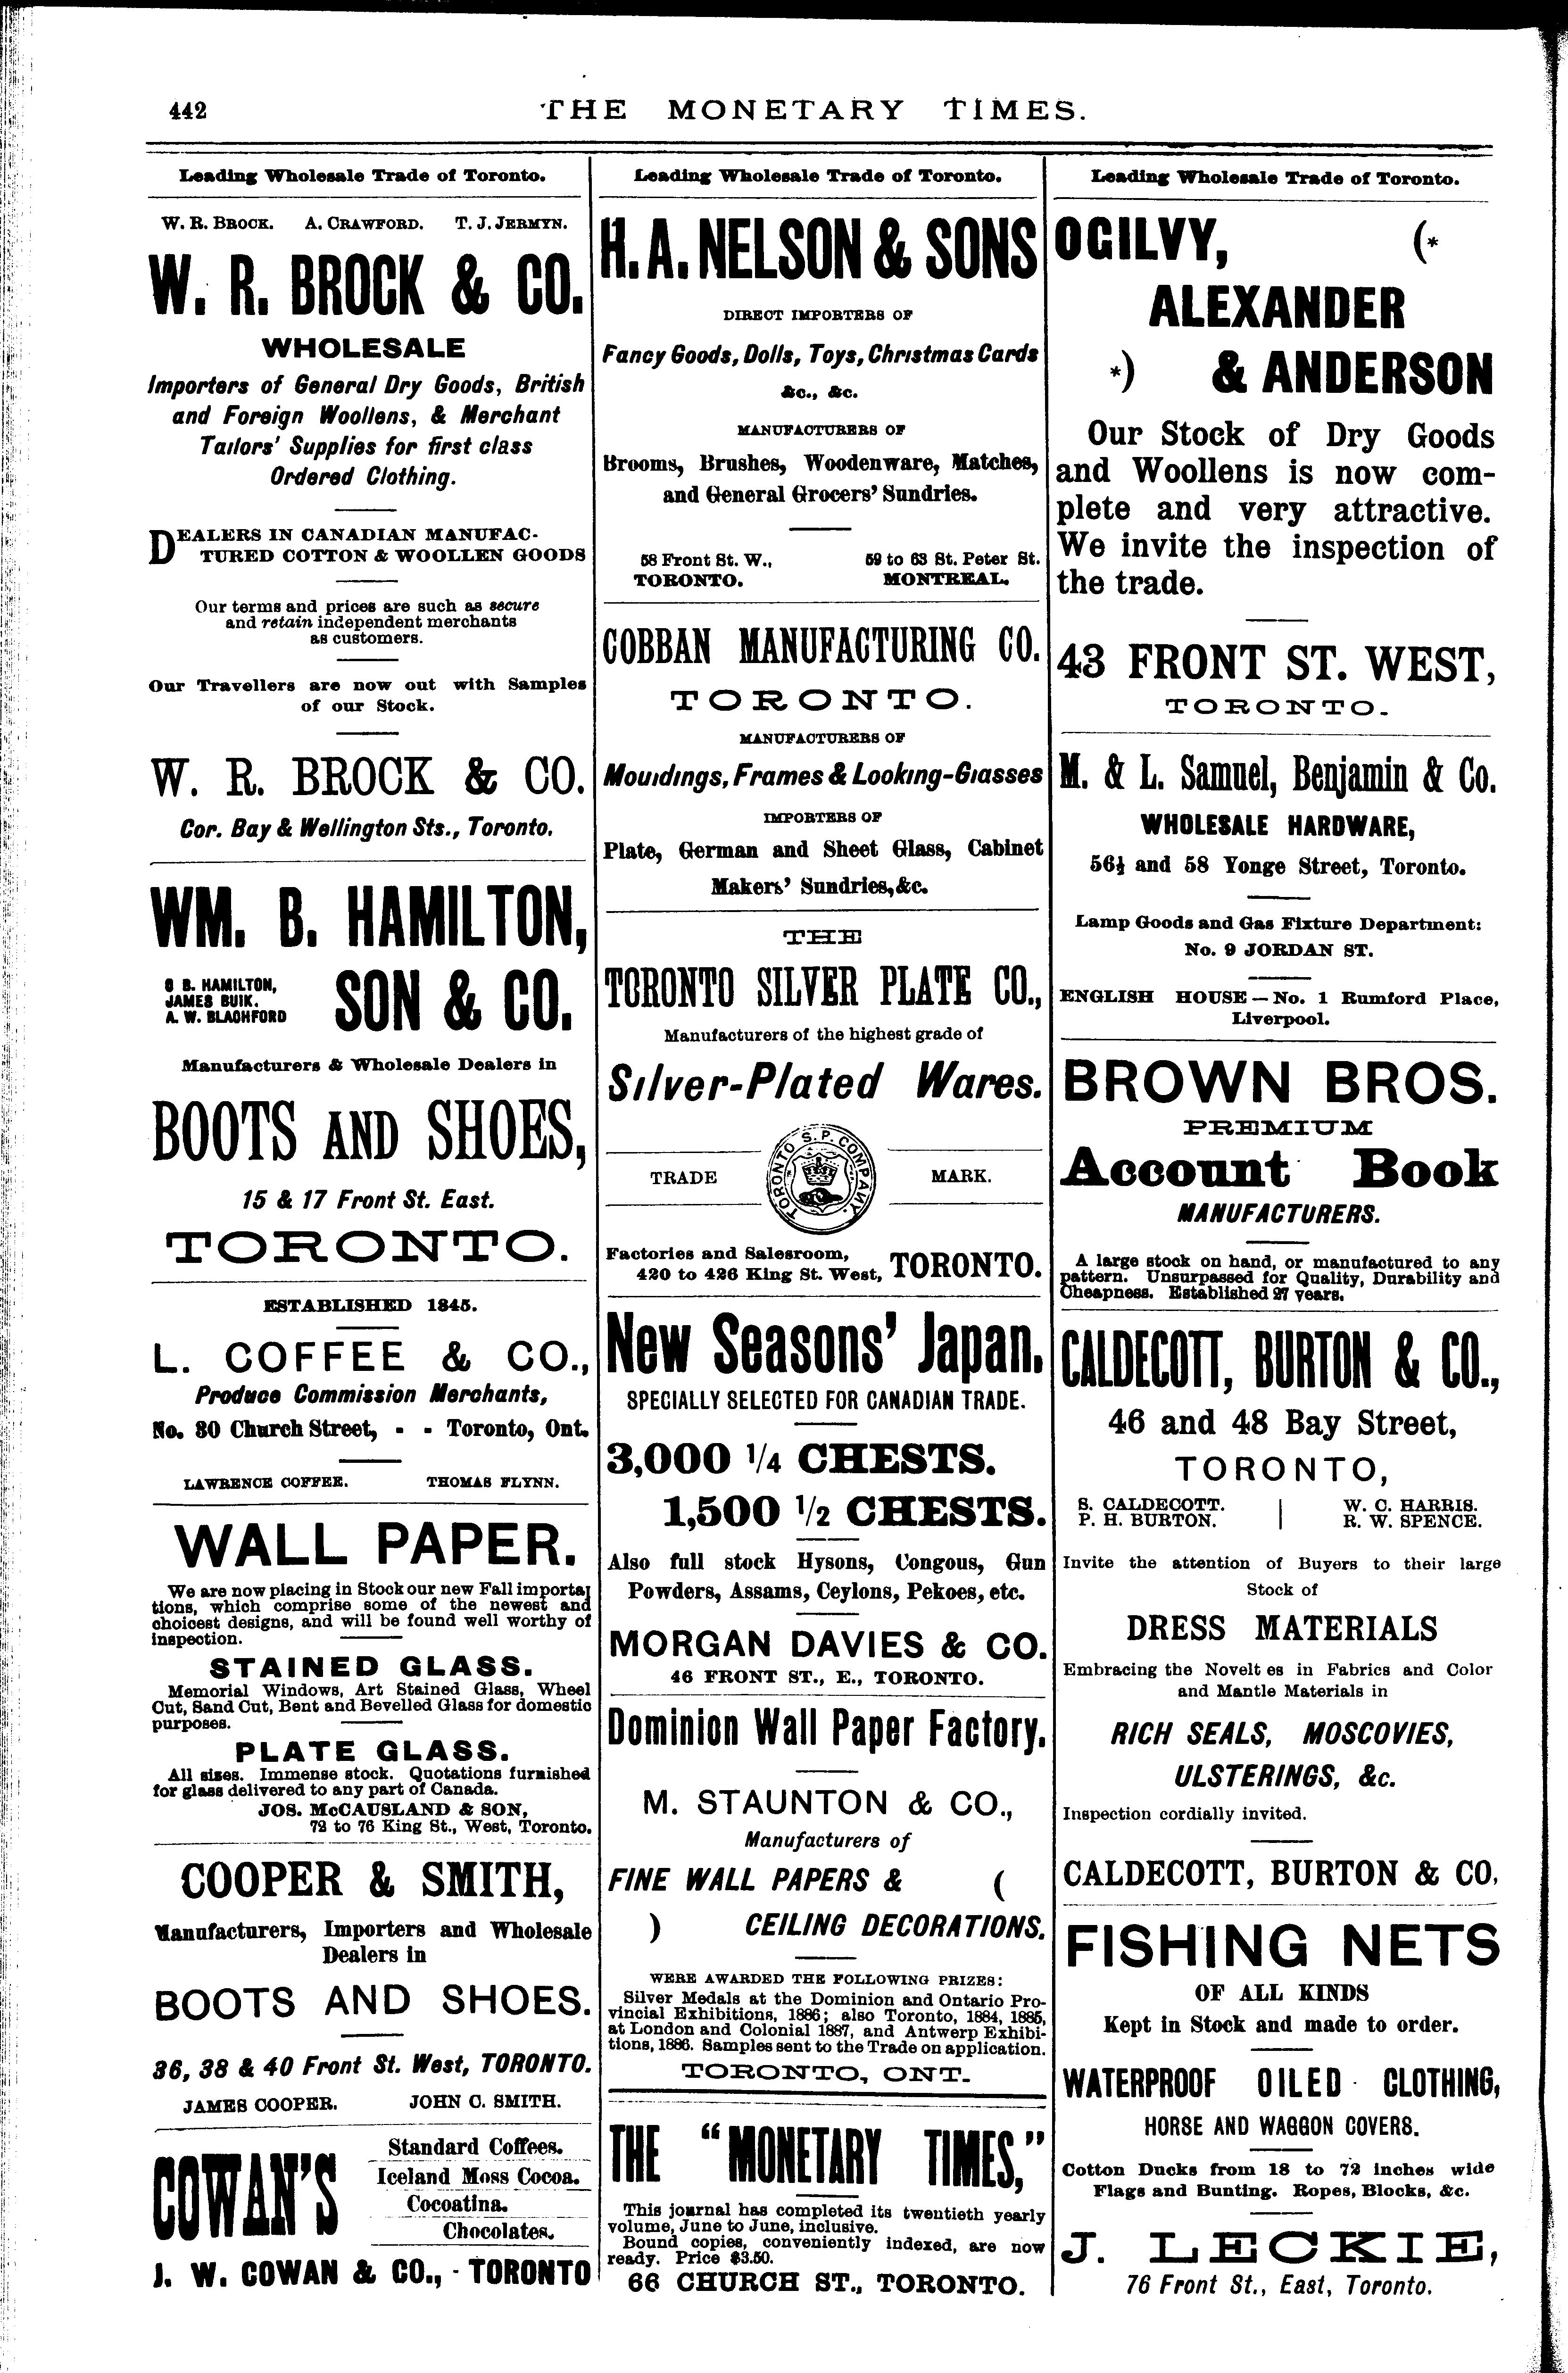 442
THE MONETARY TIMES.
Leading Wholesale Trade of Toronto.
W. R. BROCK. A. CRAWFORD. T. J. JERMYN.
W. R. BROCK & CO.
WHOLESALE
Importers of General Dry Goods, British
and Foreign Woollens, & Merchant
Tailors' Supplies for first class
Ordered Clothing.
DEALERS IN CANADIAN MANUFAC-
TURED COTTON & WOOLLEN GOODS
Our terms and prices are such as secure
and retain independent merchants
as customers.
Our Travellers are now out with Samples
of our Stock.
W. R. BROCK & CO.
Cor. Bay & Wellington Sts., Toronto.
WM. B. HAMILTON,
B. HAMILTON,
JAMES BUIK.
A. W. BLACHFORD
SON & CO.
Manufacturers & Wholesale Dealers in
BOOTS AND SHOES,
15 & 17 Front St. East.
TORONTO.
ESTABLISHED 1845.
L. COFFEE & CO.,
Produce Commission Merchants,
No. 30 Church Street, - - Toronto, Ont.
LAWRENCE COFFEE. THOMAS FLYNN.
WALL PAPER.
We are now placing in Stock our new Fall importa
tions, which comprise some of the newest and
choicest designs, and will be found well worthy of
inspection.
STAINED GLASS.
Memorial Windows, Art Stained Glass, Wheel
Cut, Sand Cut, Bent and Bevelled Glass for domestic
purposes.
PLATE GLASS.
All sizes. Immense stock. Quotations furnished
for glass delivered to any part of Canada.
JOS. McCAUSLAND & SON,
72 to 76 King St., West, Toronto.
COOPER & SMITH,
Manufacturers, Importers and Wholesale
Dealers in
BOOTS AND SHOES.
36, 38 & 40 Front St. West, TORONTO.
JAMES COOPER. JOHN C. SMITH.
COWAN'S
Standard Coffees.
Iceland Moss Cocoa.
Cocoatina.
Chocolates.
J. W. COWAN & CO., - TORONTO
Leading Wholesale Trade of Toronto.
H. A. NELSON & SONS
DIRECT IMPORTERS OF
Fancy Goods, Dolls, Toys, Christmas Cards
&c., &c.
MANUFACTURERS OF
Brooms, Brushes, Woodenware, Matches,
and General Grocers' Sundries.
58 Front St. W., 59 to 63 St. Peter St.
TORONTO. MONTREAL.
COBBAN MANUFACTURING CO.
TORONTO.
MANUFACTURERS OF
Mouldings, Frames & Looking-Glasses
IMPORTERS OF
Plate, German and Sheet Glass, Cabinet
Makers' Sundries, &c.
THE
TORONTO SILVER PLATE CO.,
Manufacturers of the highest grade of
Silver-Plated Wares.
TRADE MARK.
TORONTO S. P. COMPANY.
Factories and Salesroom,
420 to 426 King St. West, TORONTO.
New Seasons' Japan.
SPECIALLY SELECTED FOR CANADIAN TRADE.
3,000 1/4 CHESTS.
1,500 1/2 CHESTS.
Also full stock Hysons, Congous, Gun
Powders, Assams, Ceylons, Pekoes, etc.
MORGAN DAVIES & CO.
46 FRONT ST., E., TORONTO.
Dominion Wall Paper Factory.
M. STAUNTON & CO.,
Manufacturers of
FINE WALL PAPERS & (
) CEILING DECORATIONS.
WERE AWARDED THE FOLLOWING PRIZES:
Silver Medals at the Dominion and Ontario Pro-
vincial Exhibitions, 1886; also Toronto, 1884, 1885,
at London and Colonial 1887, and Antwerp Exhibi-
tions, 1886. Samples sent to the Trade on application.
TORONTO, ONT.
THE "MONETARY TIMES,"
This journal has completed its twentieth yearly
volume, June to June, inclusive.
Bound copies, conveniently indexed, are now
ready. Price $3.50.
66 CHURCH ST., TORONTO.
Leading Wholesale Trade of Toronto.
OGILVY, (*
ALEXANDER
*) & ANDERSON
Our Stock of Dry Goods
and Woollens is now com-
plete and very attractive.
We invite the inspection of
the trade.
43 FRONT ST. WEST,
TORONTO.
M. & L. Samuel, Benjamin & Co.
WHOLESALE HARDWARE,
56½ and 58 Yonge Street, Toronto.
Lamp Goods and Gas Fixture Department:
No. 9 JORDAN ST.
ENGLISH HOUSE — No. 1 Rumford Place,
Liverpool.
BROWN BROS.
PREMIUM
Account Book
MANUFACTURERS.
A large stock on hand, or manufactured to any
pattern. Unsurpassed for Quality, Durability and
Cheapness. Established 27 years.
CALDECOTT, BURTON & CO.,
46 and 48 Bay Street,
TORONTO,
S. CALDECOTT. | W. C. HARRIS.
P. H. BURTON. | R. W. SPENCE.
Invite the attention of Buyers to their large
Stock of
DRESS MATERIALS
Embracing the Novelt es in Fabrics and Color
and Mantle Materials in
RICH SEALS, MOSCOVIES,
ULSTERINGS, &c.
Inspection cordially invited.
CALDECOTT, BURTON & CO,
FISHING NETS
OF ALL KINDS
Kept in Stock and made to order.
WATERPROOF OILED CLOTHING,
HORSE AND WAGGON COVERS.
Cotton Ducks from 18 to 72 inches wide
Flags and Bunting. Ropes, Blocks, &c.
J. LECKIE,
76 Front St., East, Toronto.